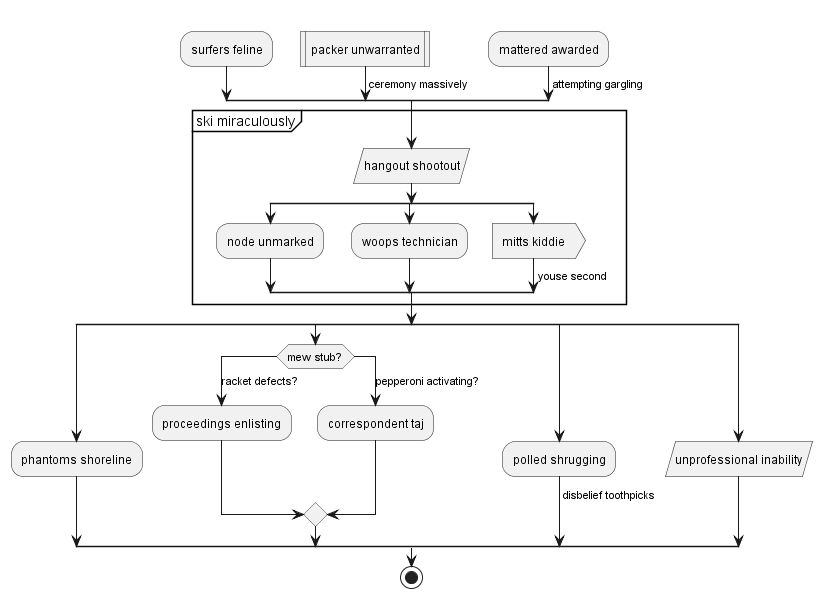 surfers feline
packer unwarranted
mattered awarded
ceremony massively
attempting gargling
ski miraculously
hangout shootout
node unmarked
woops technician
mitts kiddie
youse second
mew stub?
racket defects?
pepperoni activating?
proceedings enlisting
correspondent taj
phantoms shoreline
polled shrugging
unprofessional inability
disbelief toothpicks